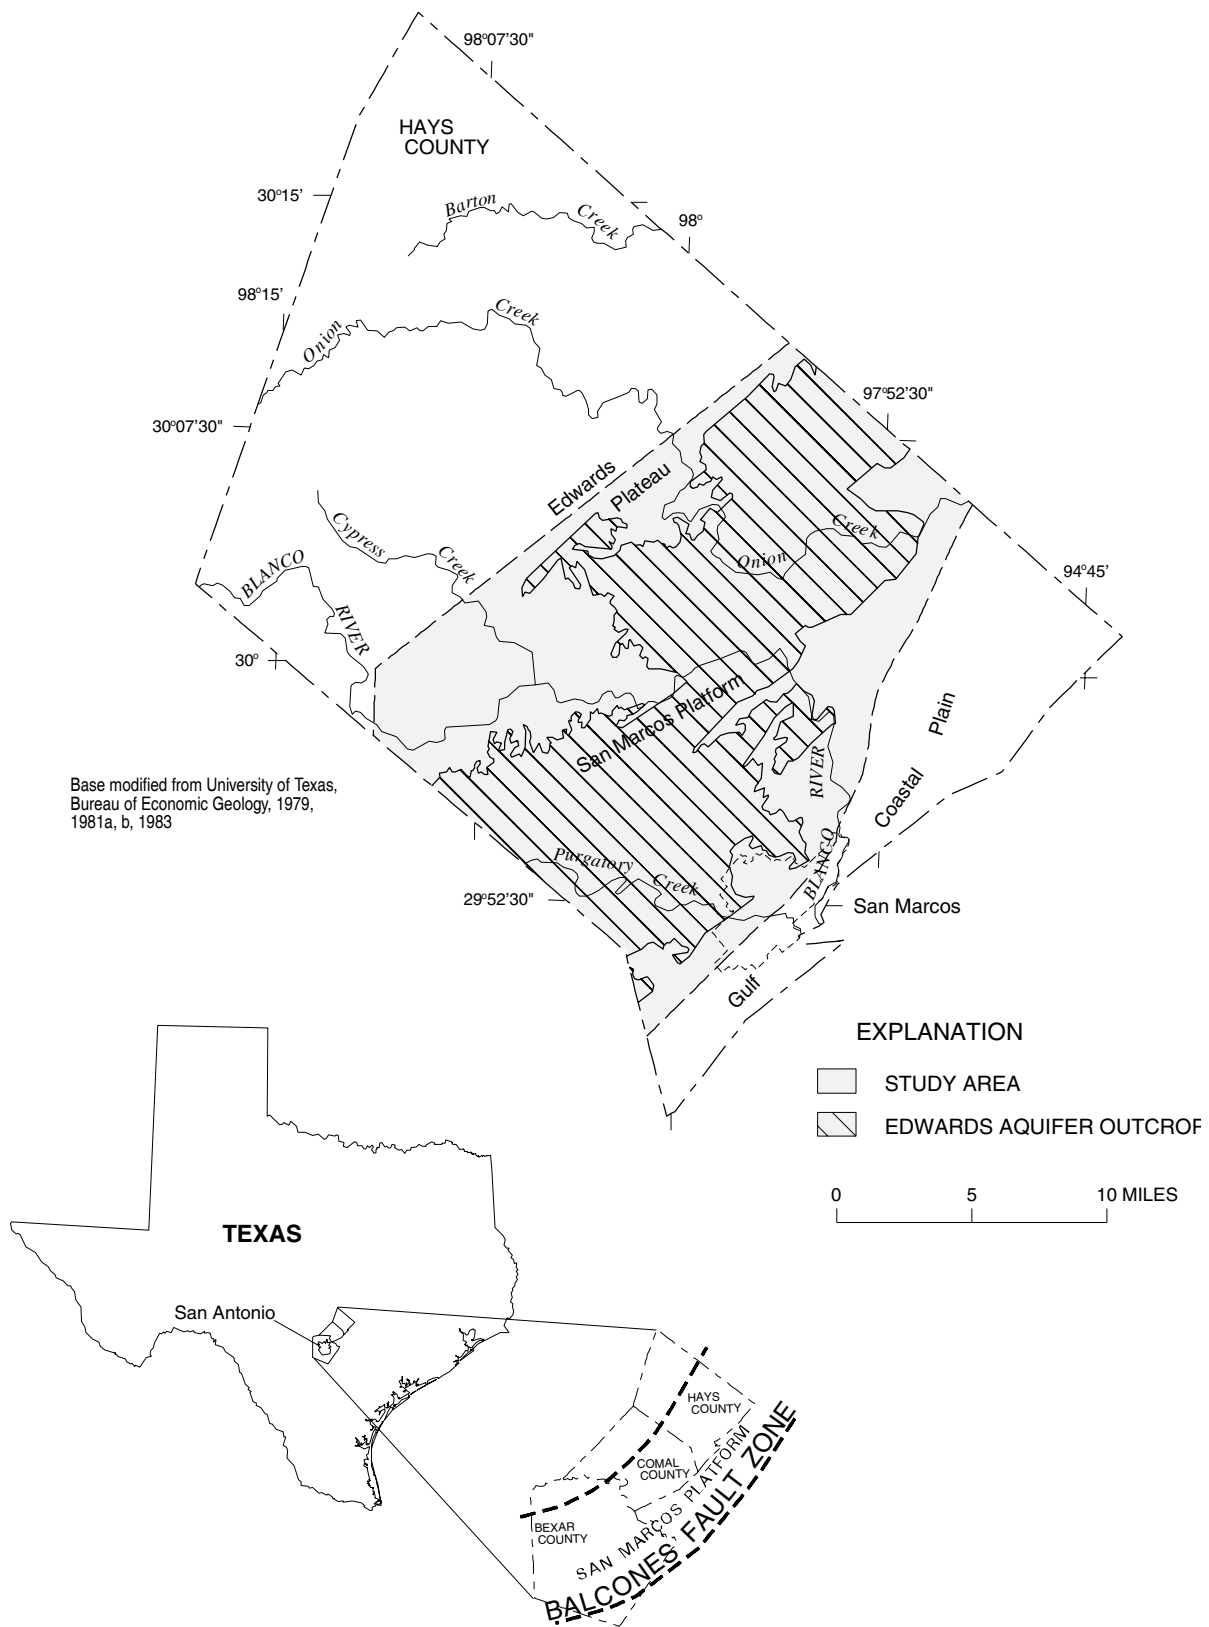 98°07'30"
HAYS
COUNTY
30°15'
Barton
Creek
98°
98°15'
Onion
Creek
97°52'30"
30°07'30"
Edwards
Plateau
Cypress
Creek
Onion
Creek
BLANCO
RIVER
94°45'
30°
San Marcos Platform
Plain
Coastal
RIVER
BLANCO
Base modified from University of Texas,
Bureau of Economic Geology, 1979,
1981a, b, 1983
Purgatory
Creek
29°52'30"
San Marcos
Gulf
EXPLANATION
STUDY AREA
EDWARDS AQUIFER OUTCROP
0 5 10 MILES
TEXAS
San Antonio
HAYS
COUNTY
COMAL
COUNTY
BEXAR
COUNTY
SAN MARCOS PLATFORM
BALCONES FAULT ZONE